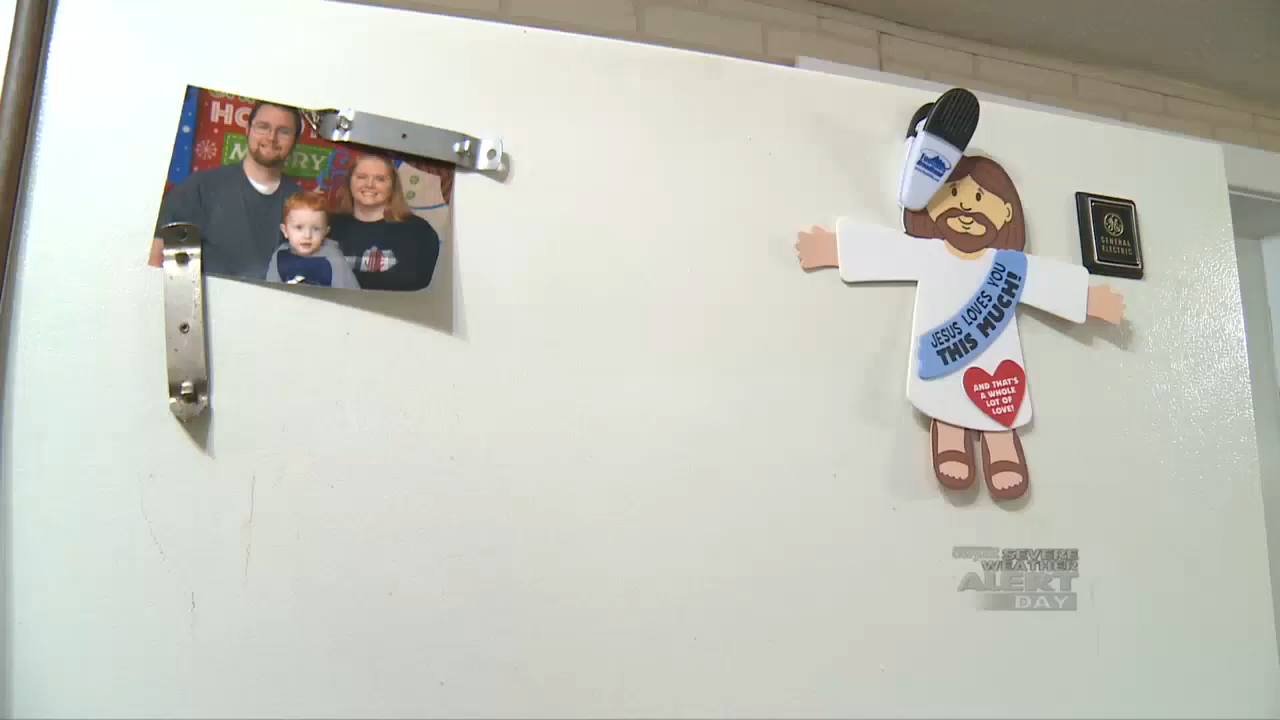 HO
MERRY
JESUS LOVES YOU
THIS MUCH!
AND THAT'S
A WHOLE
LOT OF
LOVE!
GE
GENERAL
ELECTRIC
SEVERE
WEATHER
ALERT
DAY